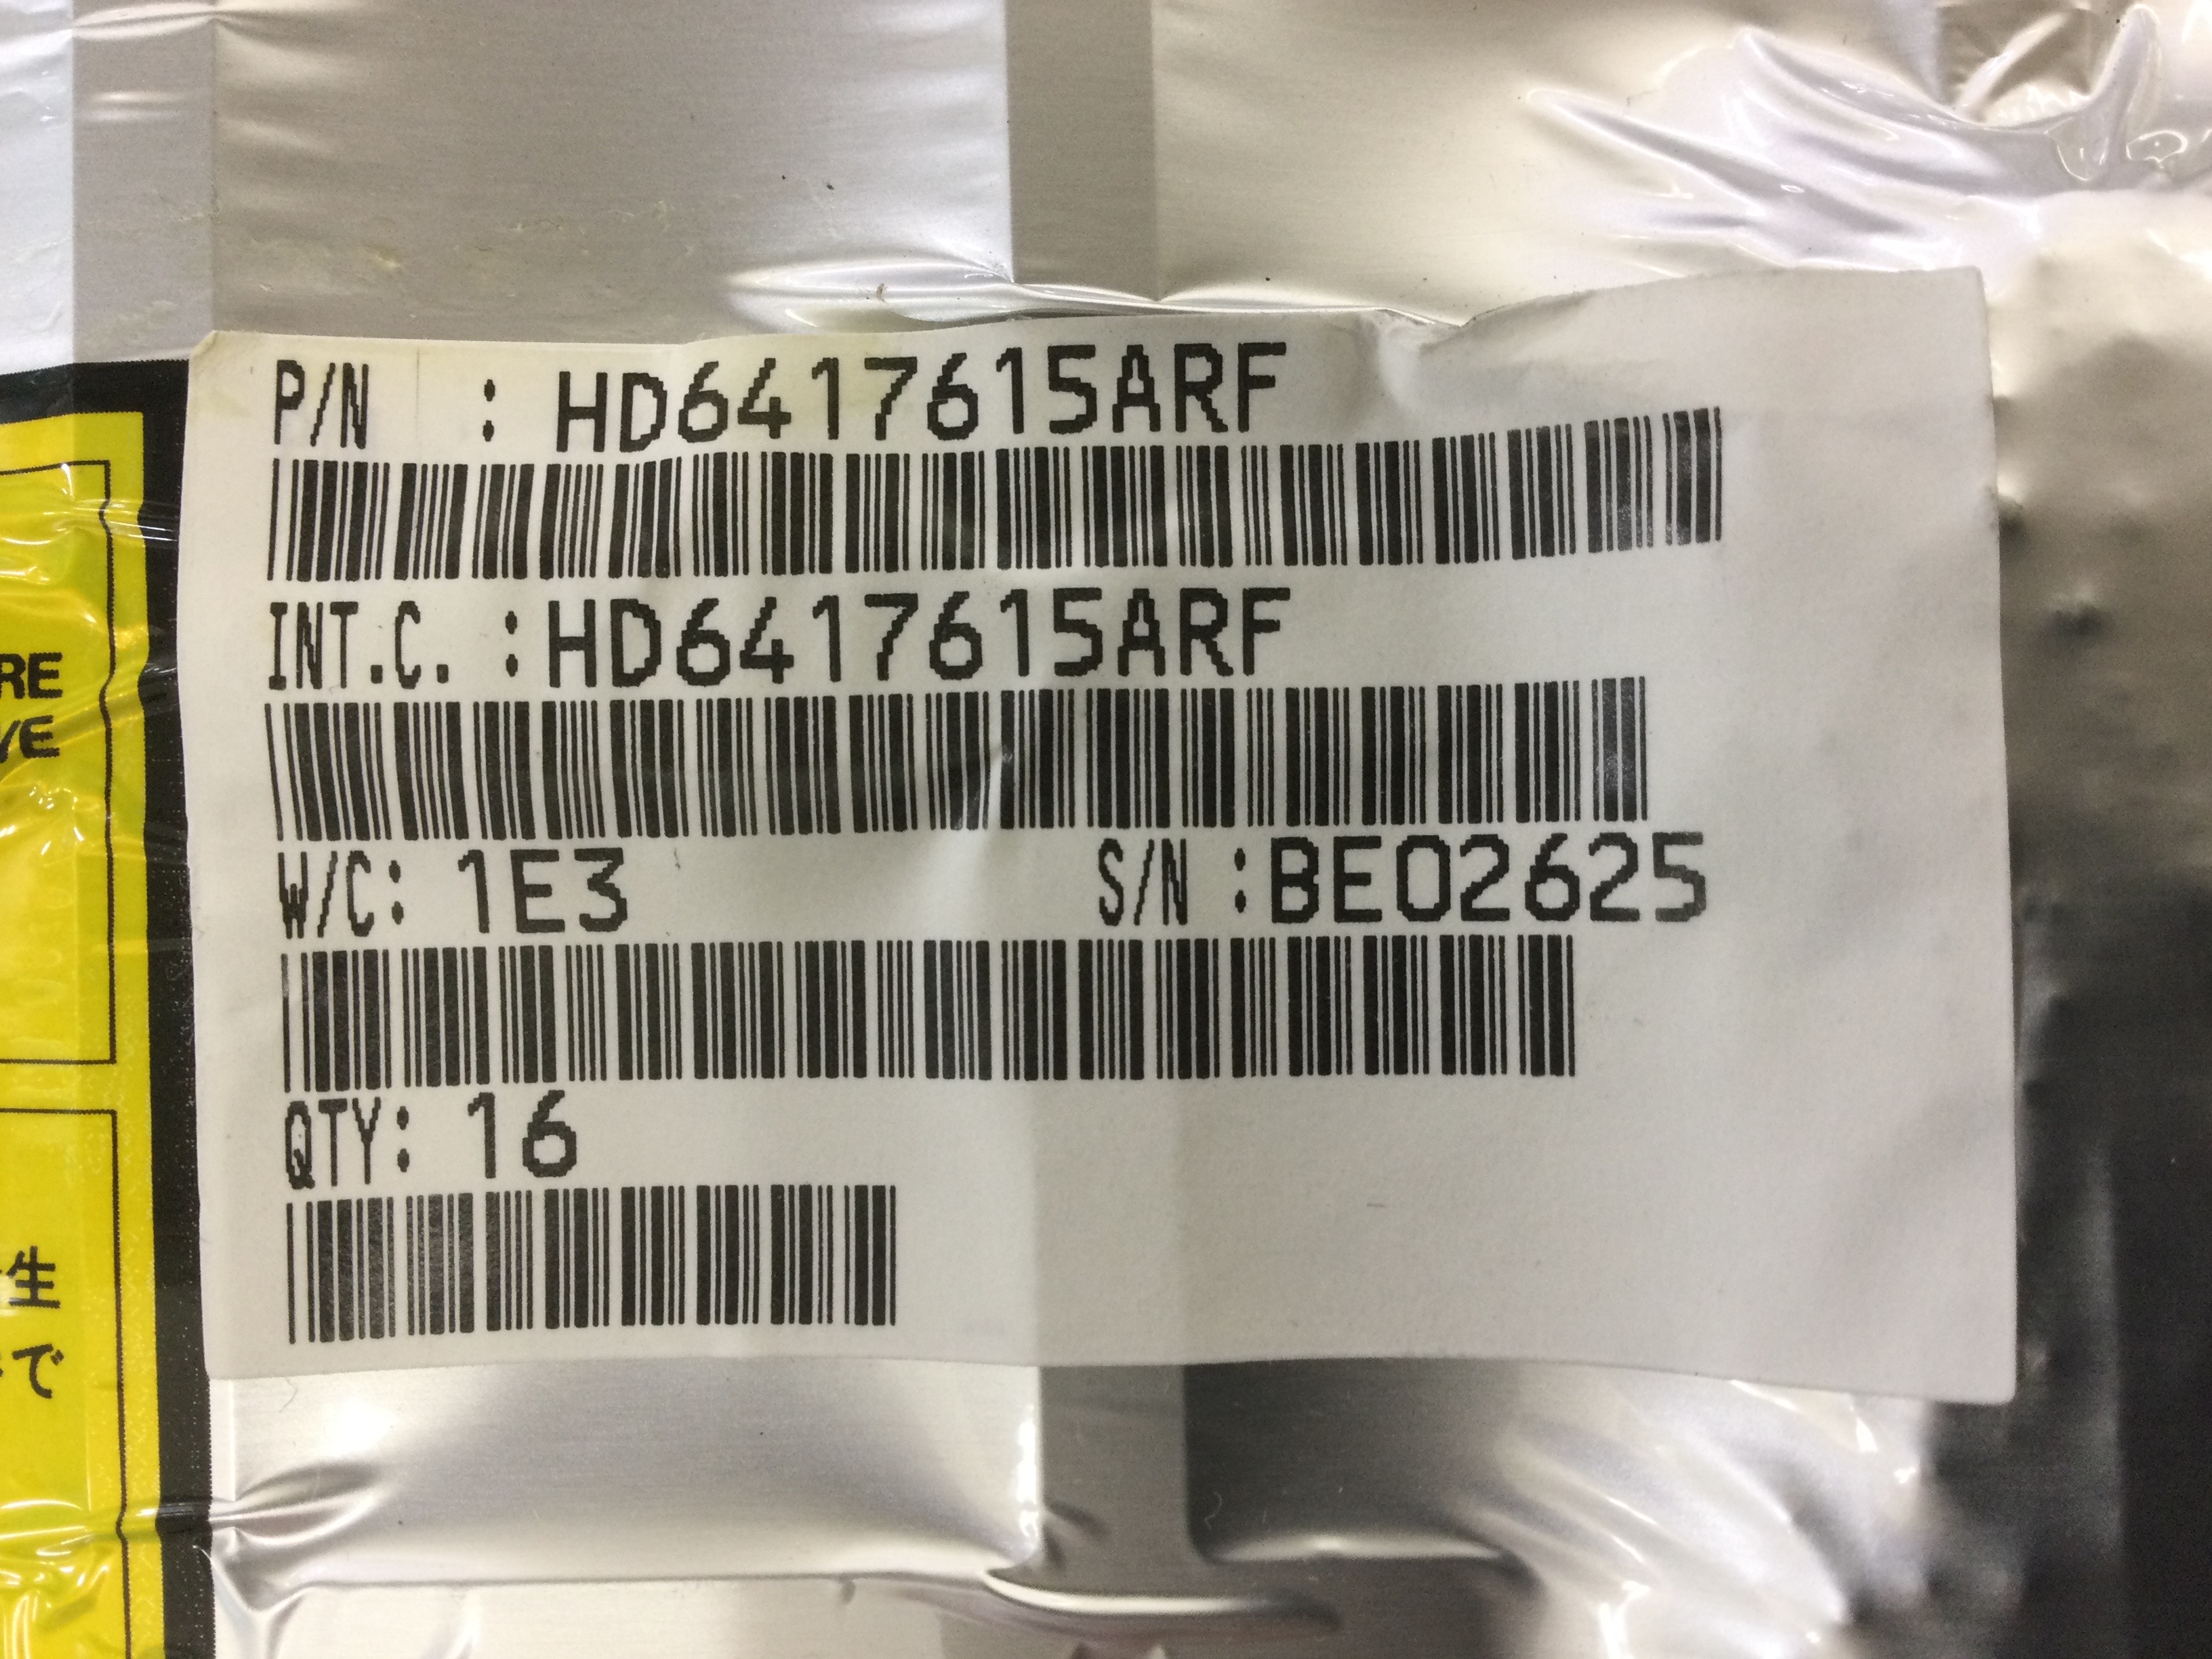 P/N : HD6417615ARF
INT.C. :HD6417615ARF
W/C: 1E3 S/N :BE02625
QTY: 16
RE
VE
生
で